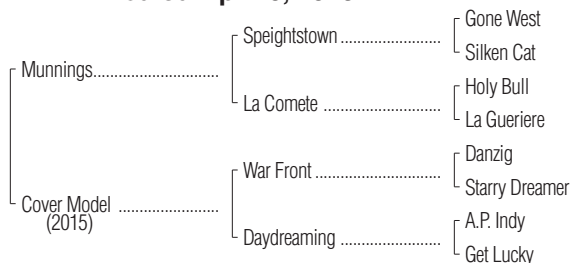 Gone West
Speightstown
Silken Cat
Munnings
Holy Bull
La Comete
La Gueriere
Danzig
War Front
Starry Dreamer
Cover Model
(2015)
A.P. Indy
Daydreaming
Get Lucky